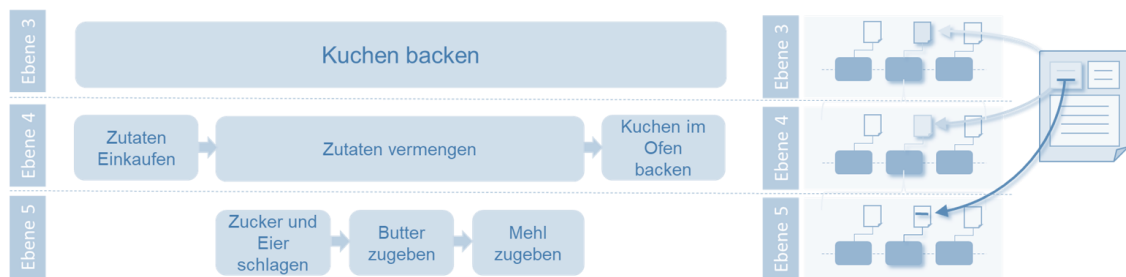 Ebene 3
Kuchen backen
Ebene 3
Ebene 4
Zutaten
Einkaufen
Zutaten vermengen
Kuchen im
Ofen
backen
Ebene 4
Ebene 5
Zucker und
Eier
schlagen
Butter
zugeben
Mehl
zugeben
Ebene 5